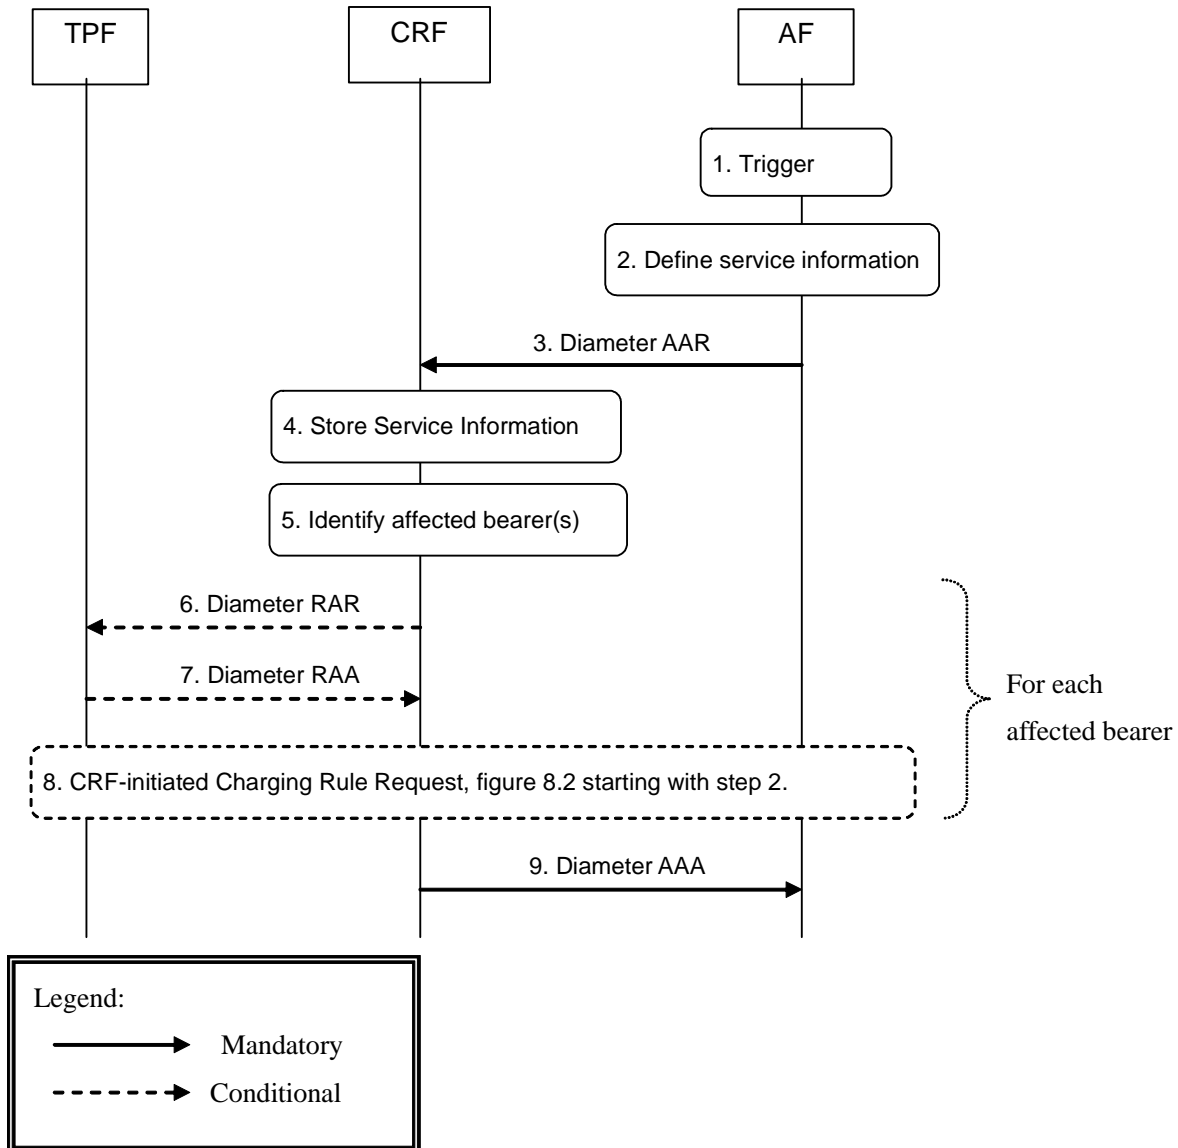 TPF
CRF
AF
1. Trigger
2. Define service information
3. Diameter AAR
4. Store Service Information
5. Identify affected bearer(s)
6. Diameter RAR
7. Diameter RAA
For each
affected bearer
8. CRF-initiated Charging Rule Request, figure 8.2 starting with step 2.
9. Diameter AAA
Legend:
Mandatory
Conditional